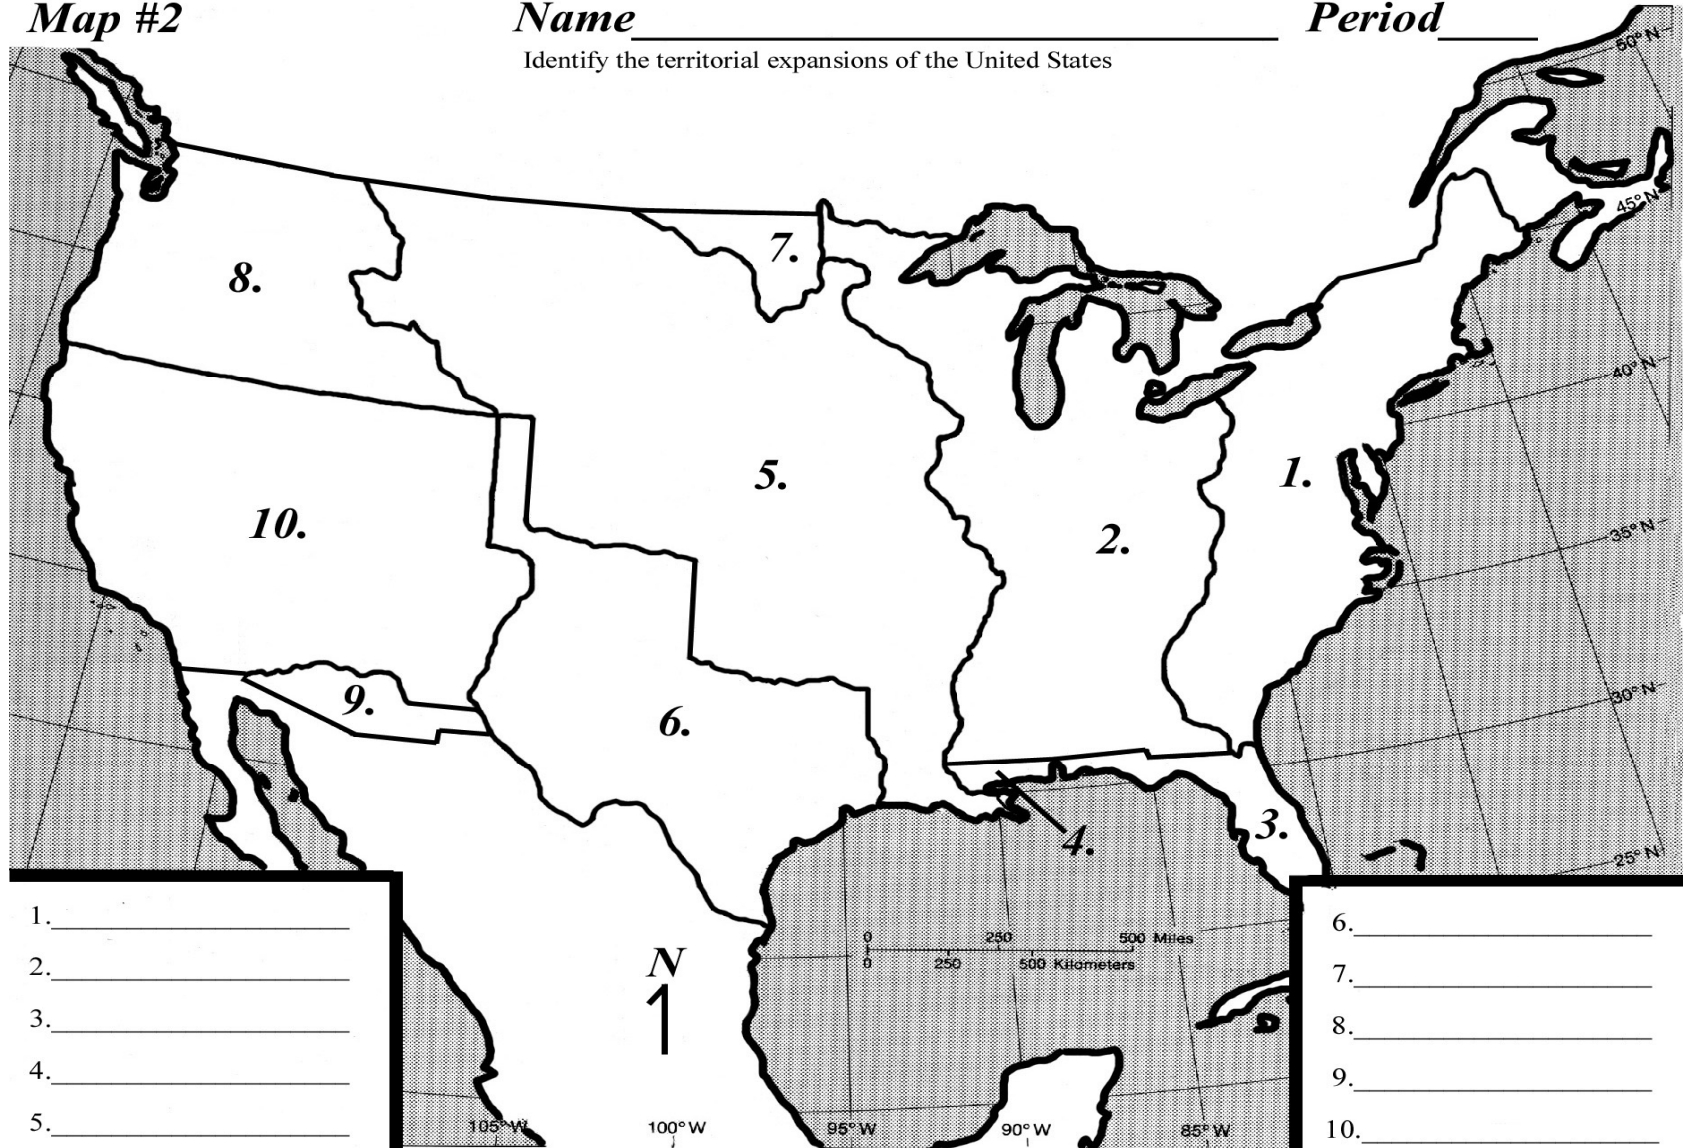 Map #2 Name____ Period____
Identify the territorial expansions of the United States
50° N
45° N
7.
8.
40° N
1.
5.
10.
2.
35° N
9.
30° N
6.
3.
4.
25° N
0 250 500 Miles
0 250 500 Kilometers
N
105° W 100° W 95° W 90° W 85° W
1.
2.
3.
4.
5.
6.
7.
8.
9.
10.